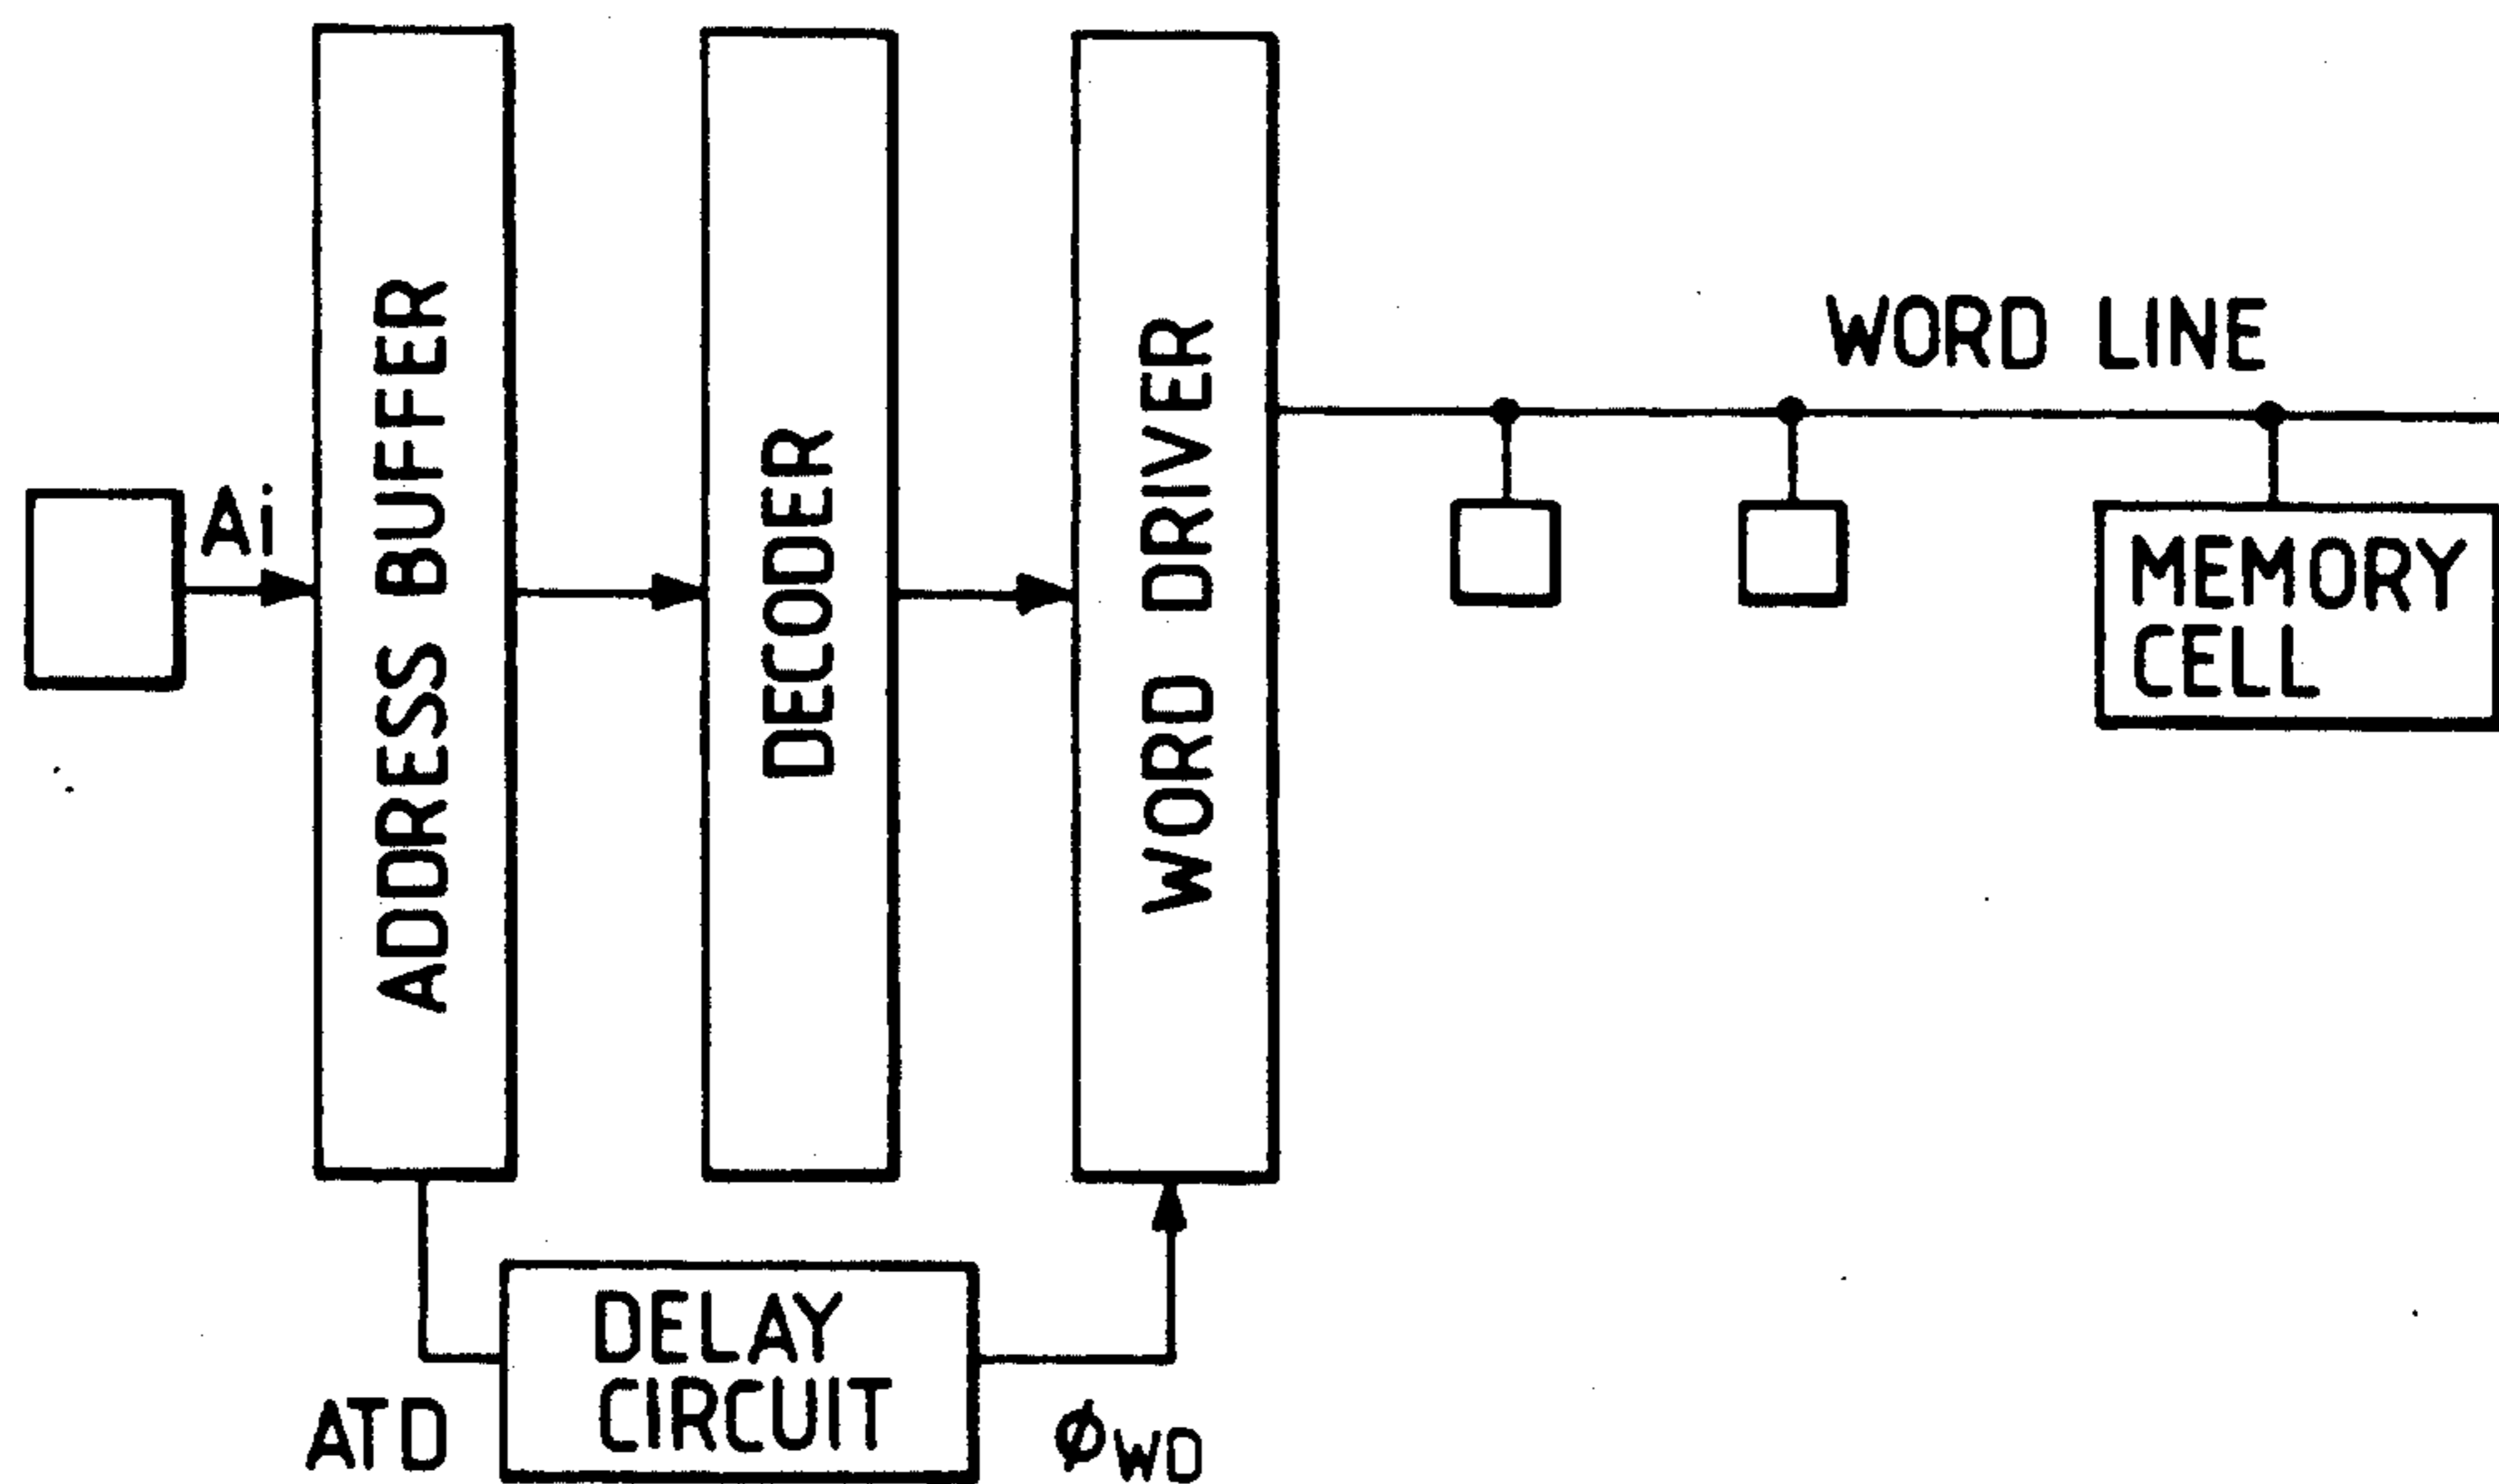 Ai
ADDRESS BUFFER
DECODER
WORD DRIVER
WORD LINE
MEMORY
CELL
DELAY
CIRCUIT
ATD
ϕWD